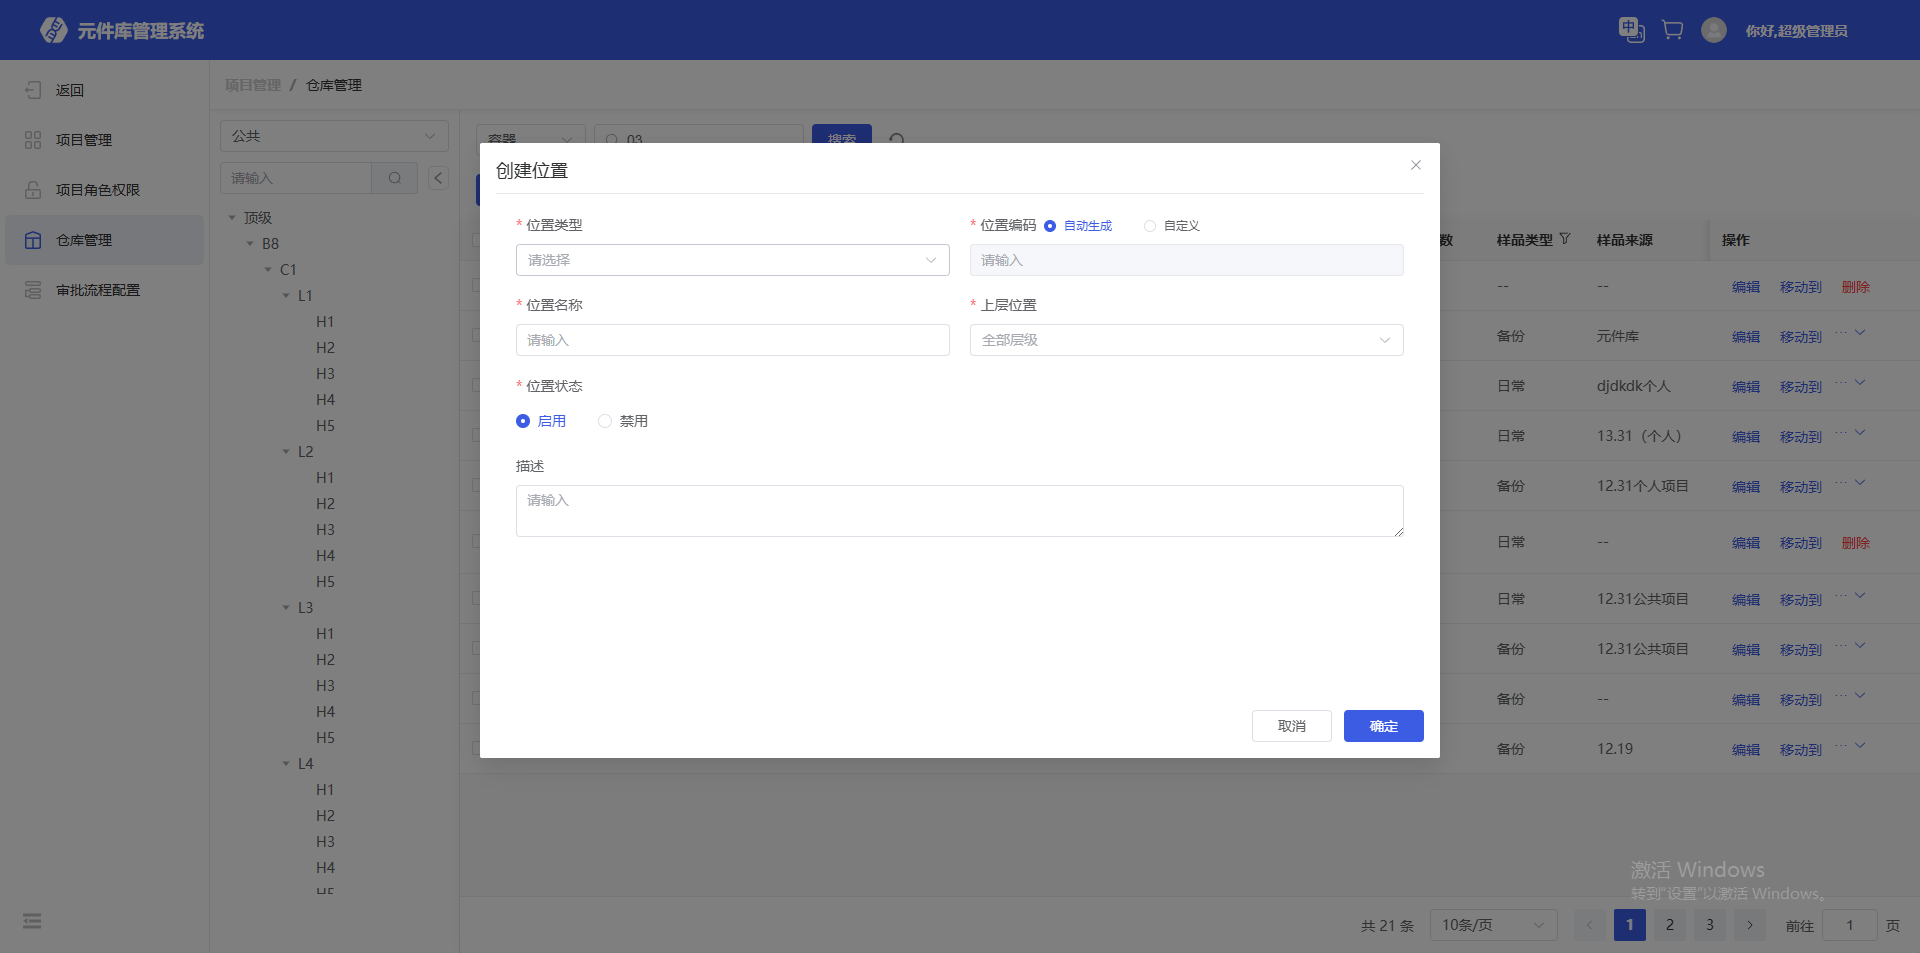 元件库管理系统
中
你好,超级管理员
返回
项目管理
项目角色权限
仓库管理
审批流程配置
项目管理 / 仓库管理
公共
请输入
顶级
B8
C1
L1
H1
H2
H3
H4
H5
L2
H1
H2
H3
H4
H5
L3
H1
H2
H3
H4
H5
L4
H1
H2
H3
H4
H5
容器
03
搜索
创建位置
* 位置类型
请选择
* 位置编码 自动生成 自定义
请输入
* 位置名称
请输入
* 上层位置
全部层级
* 位置状态
启用 禁用
描述
请输入
取消 确定
数 样品类型 样品来源 操作
-- -- 编辑 移动到 删除
备份 元件库 编辑 移动到 ...
日常 djdkdk个人 编辑 移动到 ...
日常 13.31（个人） 编辑 移动到 ...
备份 12.31个人项目 编辑 移动到 ...
日常 -- 编辑 移动到 删除
日常 12.31公共项目 编辑 移动到 ...
备份 12.31公共项目 编辑 移动到 ...
备份 -- 编辑 移动到 ...
备份 12.19 编辑 移动到 ...
激活 Windows
转到"设置"以激活 Windows。
共 21 条 10条/页 1 2 3 前往 1 页